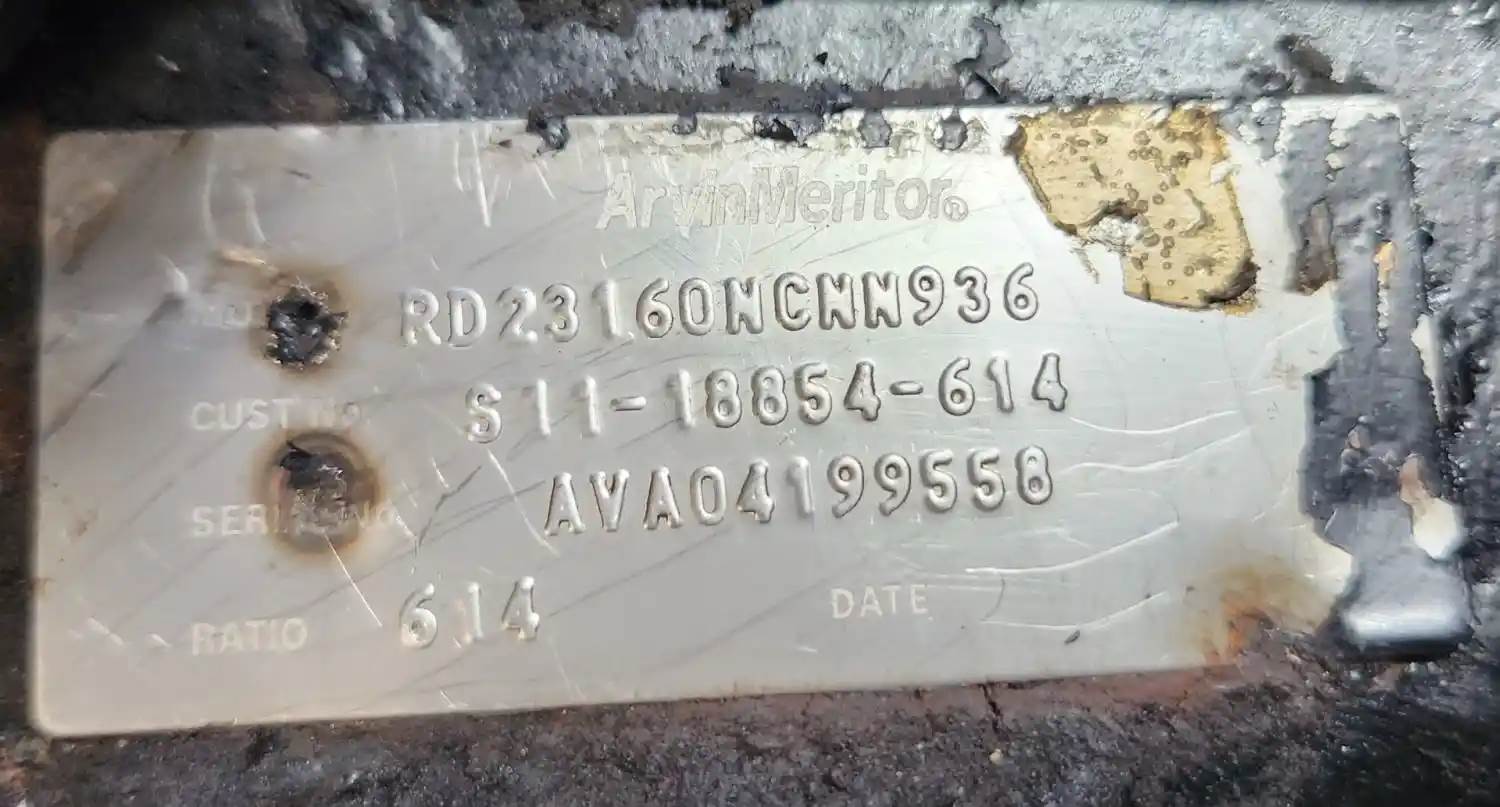 ArvinMeritor®
RD23160NCNN936
CUST No. S11-18854-614
SERIAL NO AVA04199558
RATIO 614 DATE